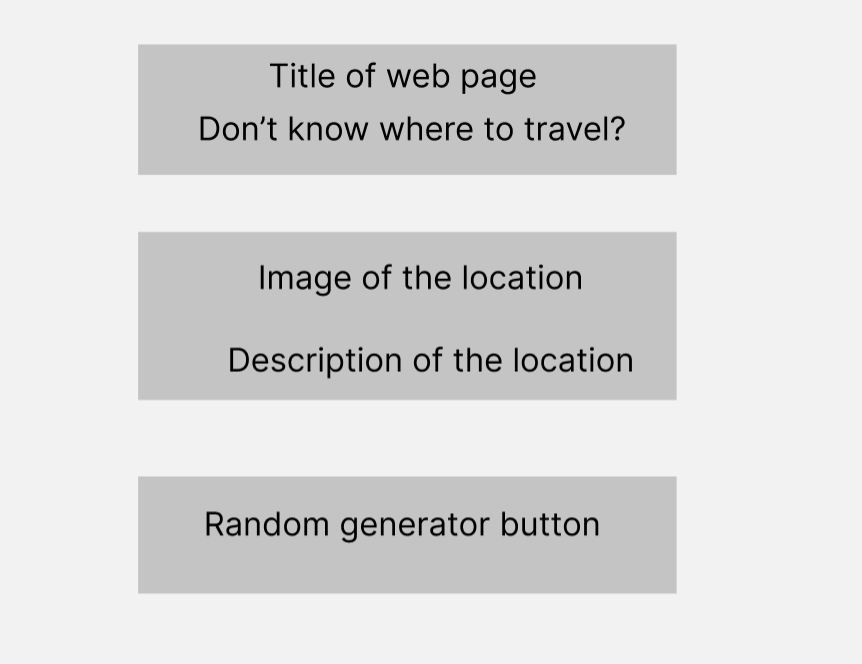 Title of web page
Don’t know where to travel?
Image of the location
Description of the location
Random generator button